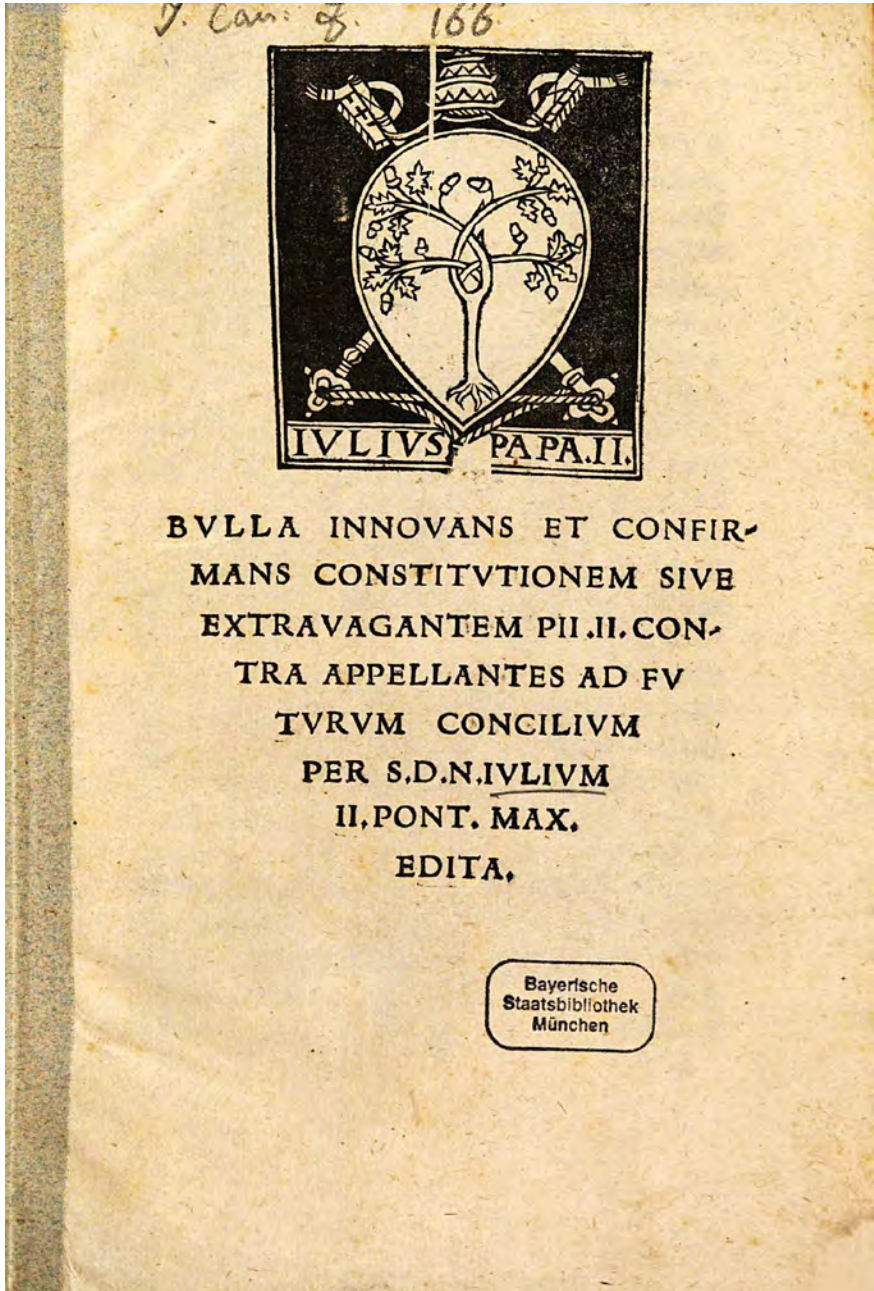 166
IVLIVS PAPA.II.
BVLLA INNOVANS ET CONFIR-
MANS CONSTITVTIONEM SIVE
EXTRAVAGANTEM PII .II. CON-
TRA APPELLANTES AD FV
TVRVM CONCILIVM
PER S.D.N.IVLIVM
II.PONT. MAX.
EDITA.
Bayerische
Staatsbibliothek
München